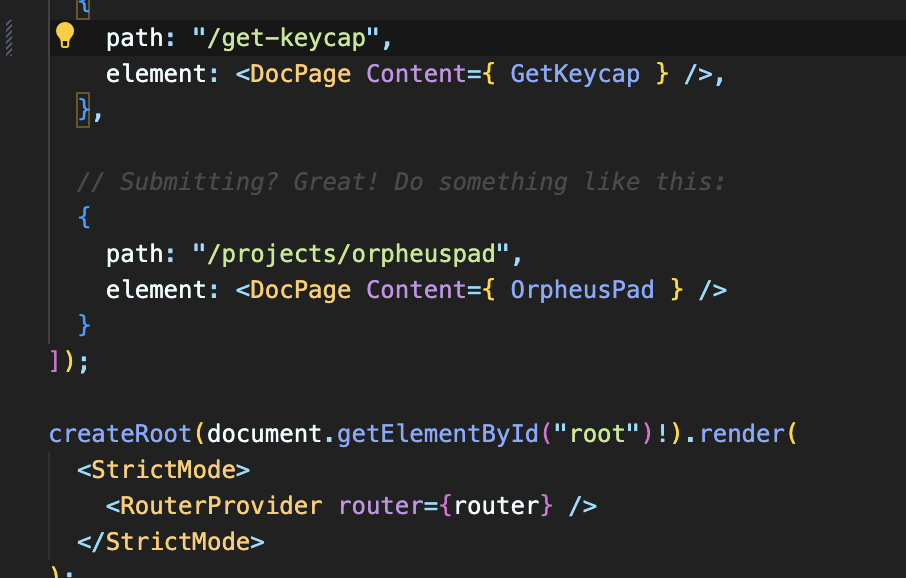 {
path: "/get-keycap",
element: <DocPage Content={ GetKeycap } />,
},
// Submitting? Great! Do something like this:
{
path: "/projects/orpheuspad",
element: <DocPage Content={ OrpheusPad } />
}
]);
createRoot(document.getElementById("root")!).render(
<StrictMode>
<RouterProvider router={router} />
</StrictMode>
);